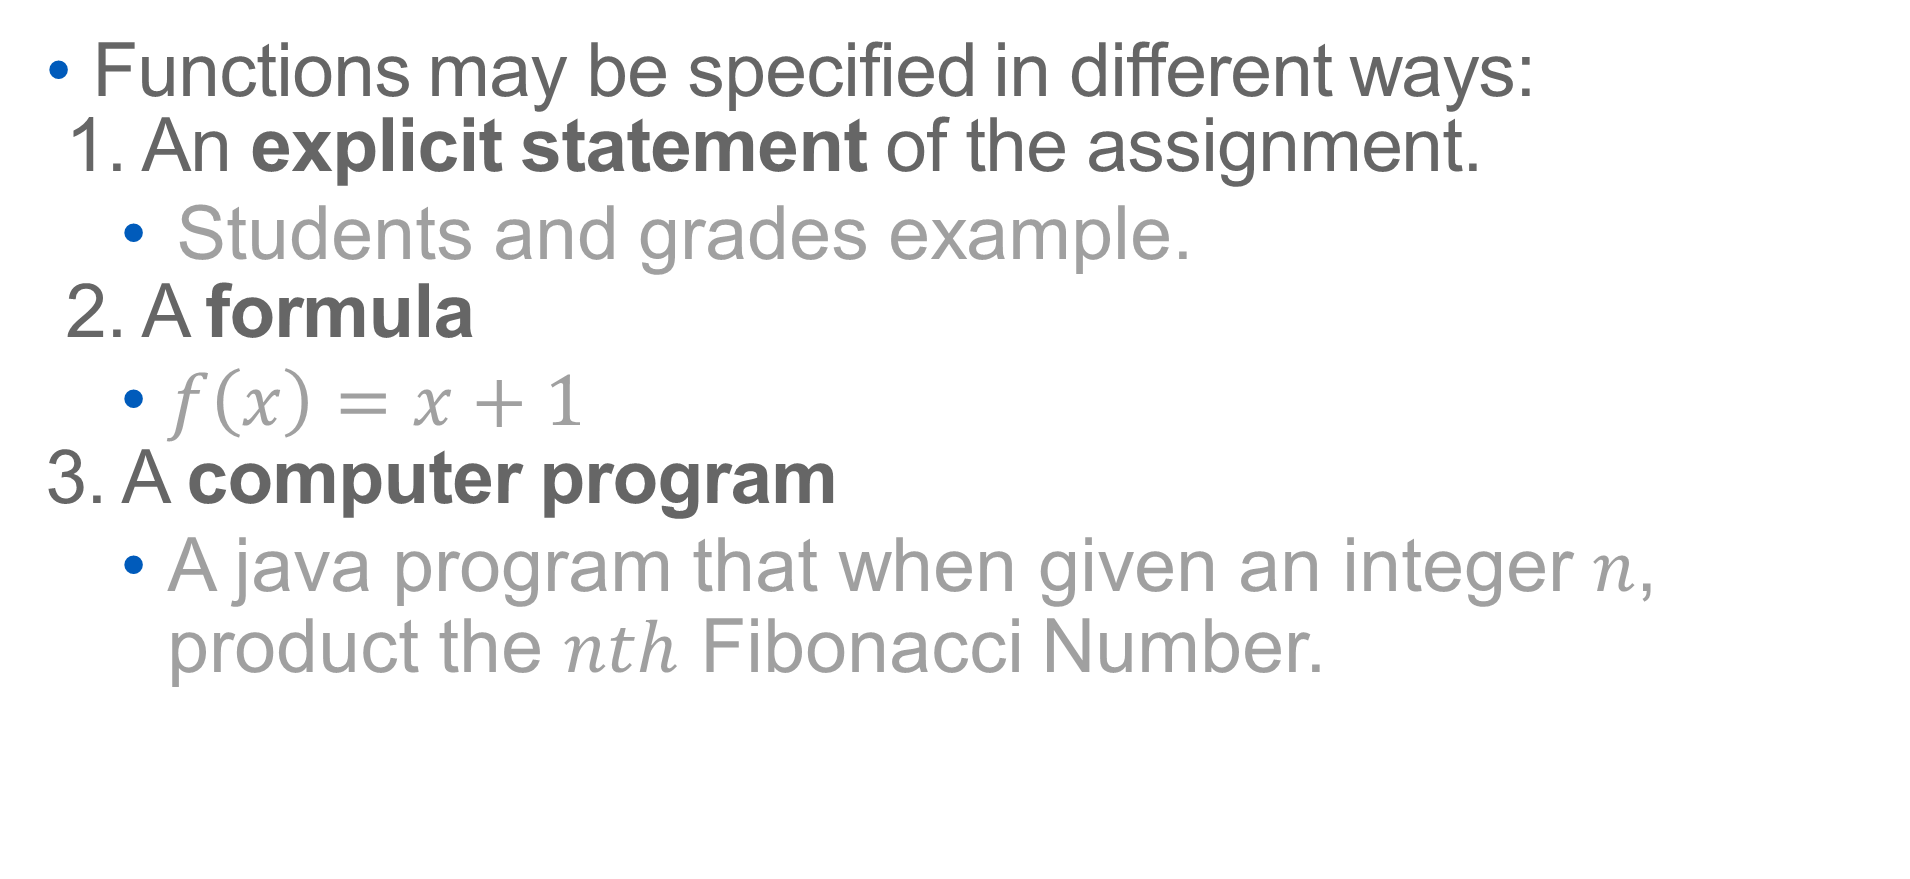 • Functions may be specified in different ways:
1. An explicit statement of the assignment.
• Students and grades example.
2. A formula
• f(x) = x + 1
3. A computer program
• A java program that when given an integer n,
product the nth Fibonacci Number.